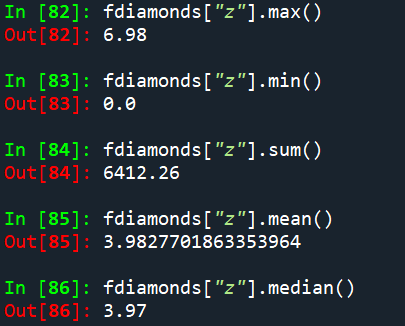 In [82]: fdiamonds["z"].max()
Out[82]: 6.98
In [83]: fdiamonds["z"].min()
Out[83]: 0.0
In [84]: fdiamonds["z"].sum()
Out[84]: 6412.26
In [85]: fdiamonds["z"].mean()
Out[85]: 3.9827701863353964
In [86]: fdiamonds["z"].median()
Out[86]: 3.97